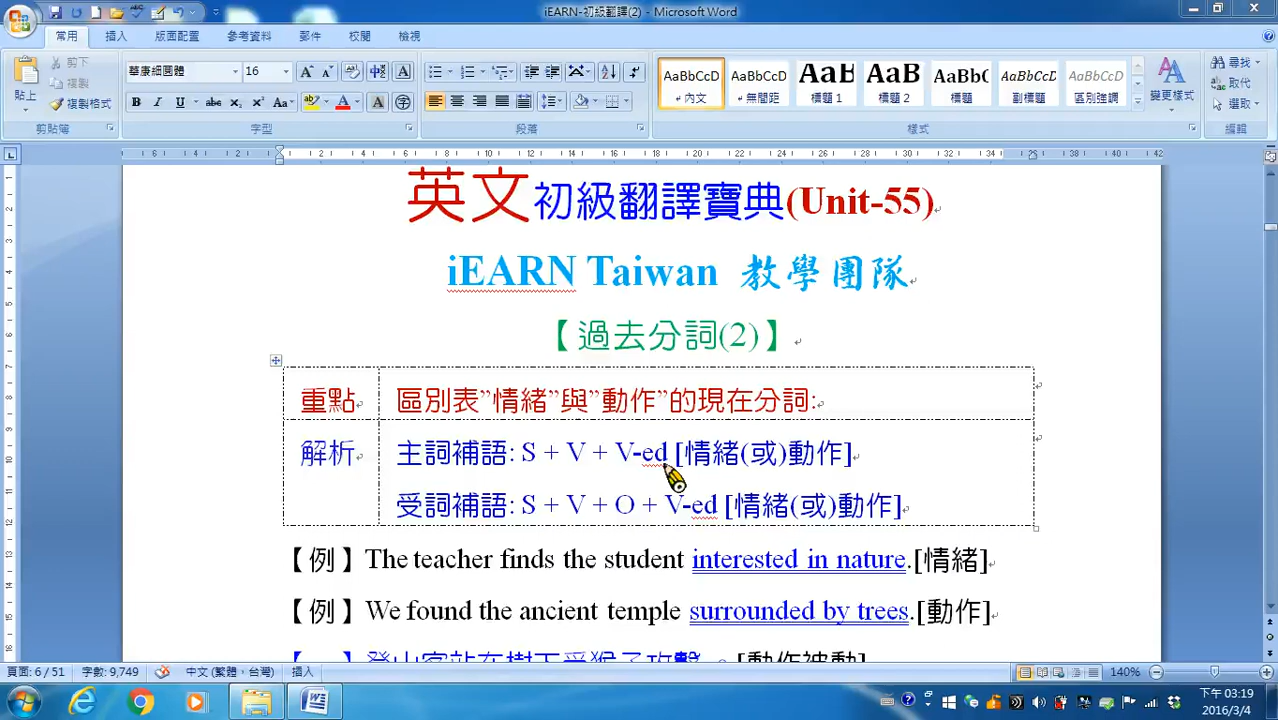 iEARN-初級翻譯(2) - Microsoft Word
常用 插入 版面配置 參考資料 郵件 校閱 檢視
貼上 剪下 複製 複製格式 剪貼簿
華康細圓體 16
字型
段落
AaBbCcD AaBbCcD AaBb AaBb AaBbC AaBbCcD AaBbCcD
內文 無間距 標題 1 標題 2 標題 副標題 區別強調
樣式
變更樣式
尋找 取代 選取 編輯
英文初級翻譯寶典(Unit-55)
iEARN Taiwan 教學團隊
【過去分詞(2)】
重點 區別表”情緒”與”動作”的現在分詞:
解析 主詞補語: S + V + V-ed [情緒(或)動作]
受詞補語: S + V + O + V-ed [情緒(或)動作]
【例】The teacher finds the student interested in nature.[情緒]
【例】We found the ancient temple surrounded by trees.[動作]
頁面: 6 / 51 字數: 9,749 中文 (繁體，台灣) 插入 140%
下午 03:19
2016/3/4